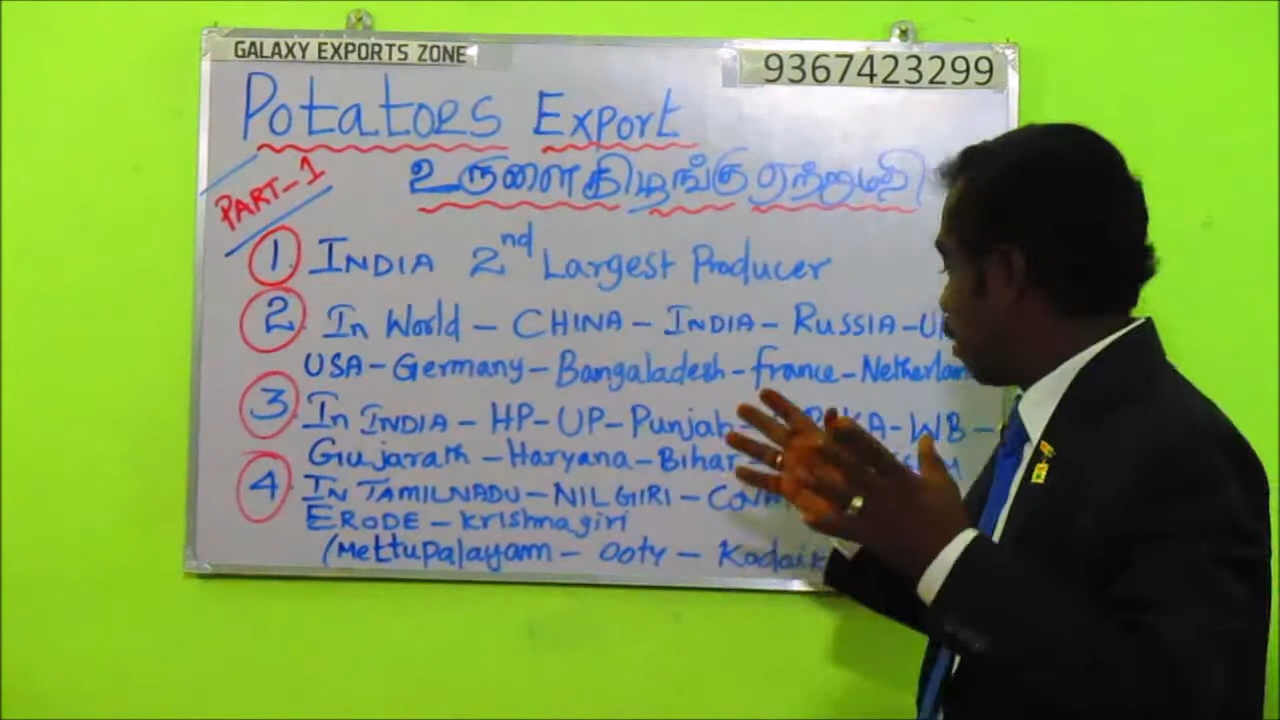 GALAXY EXPORTS ZONE
9367423299
Potatoes Export
PART-1
உருளைகிழங்கு ஏற்றுமதி
1. INDIA 2nd Largest Producer
2. In World - CHINA - INDIA - RUSSIA -
USA - Germany - Bangaladesh - france -
3. In INDIA - HP - UP - Punjab - - WB -
Gujarath - Haryana - Bihar
4. IN TAMILNADU - NILGIRI -
ERODE - Krishnagiri
(Mettupalayam - Ooty -